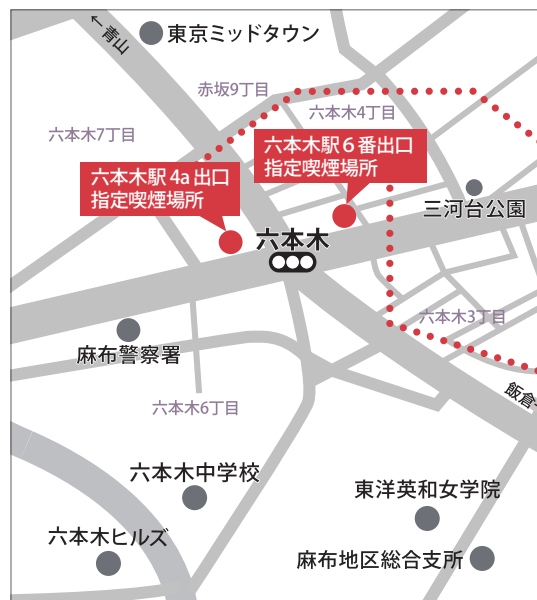 ←青山
東京ミッドタウン
赤坂9丁目
六本木4丁目
六本木7丁目
六本木駅6番出口
指定喫煙場所
六本木駅4a出口
指定喫煙場所
三河台公園
六本木
六本木3丁目
麻布警察署
飯倉
六本木6丁目
六本木中学校
東洋英和女学院
六本木ヒルズ
麻布地区総合支所